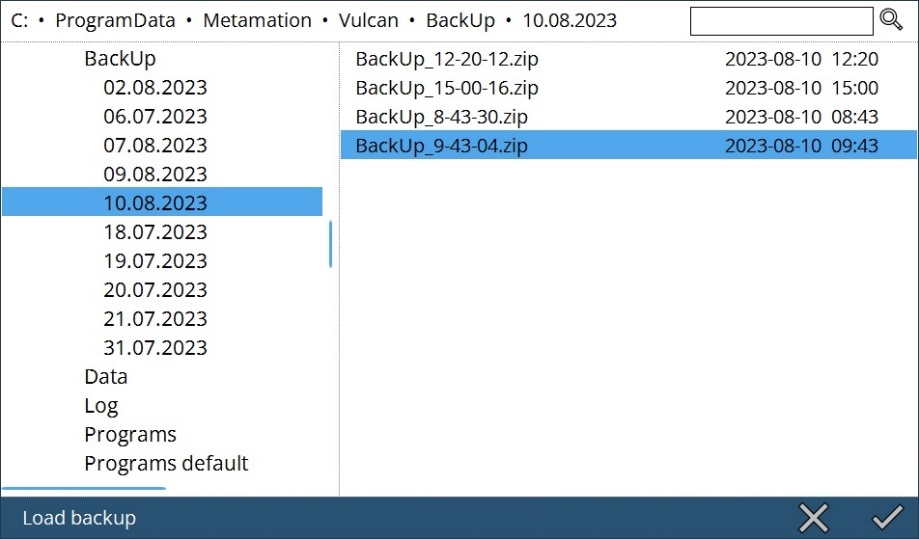 C: • ProgramData • Metamation • Vulcan • BackUp • 10.08.2023
BackUp
02.08.2023
06.07.2023
07.08.2023
09.08.2023
10.08.2023
18.07.2023
19.07.2023
20.07.2023
21.07.2023
31.07.2023
Data
Log
Programs
Programs default
BackUp_12-20-12.zip 2023-08-10 12:20
BackUp_15-00-16.zip 2023-08-10 15:00
BackUp_8-43-30.zip 2023-08-10 08:43
BackUp_9-43-04.zip 2023-08-10 09:43
Load backup